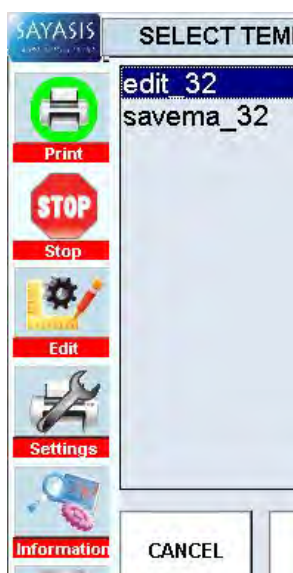 SAYASIS
SELECT TEM
edit_32
savema_32
Print
STOP
Stop
Edit
Settings
Information
CANCEL